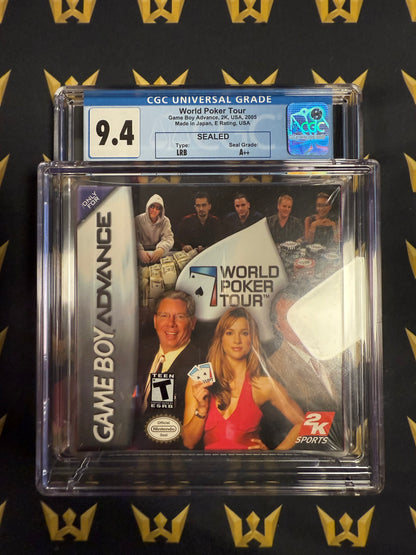 CGC UNIVERSAL GRADE
9.4
World Poker Tour
Game Boy Advance, 2K, USA, 2005
Made in Japan, E Rating, USA
SEALED
Type: Seal Grade:
LRB A++
CGC
ONLY FOR
GAME BOY ADVANCE
WORLD
POKER
TOUR™
TEEN
T
ESRB
Official
Nintendo
Seal
2K
SPORTS